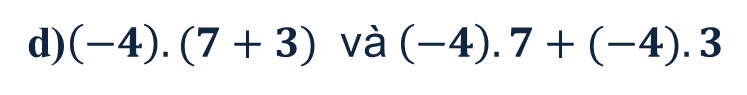 d)(−4).(7 + 3) và (−4).7 + (−4).3